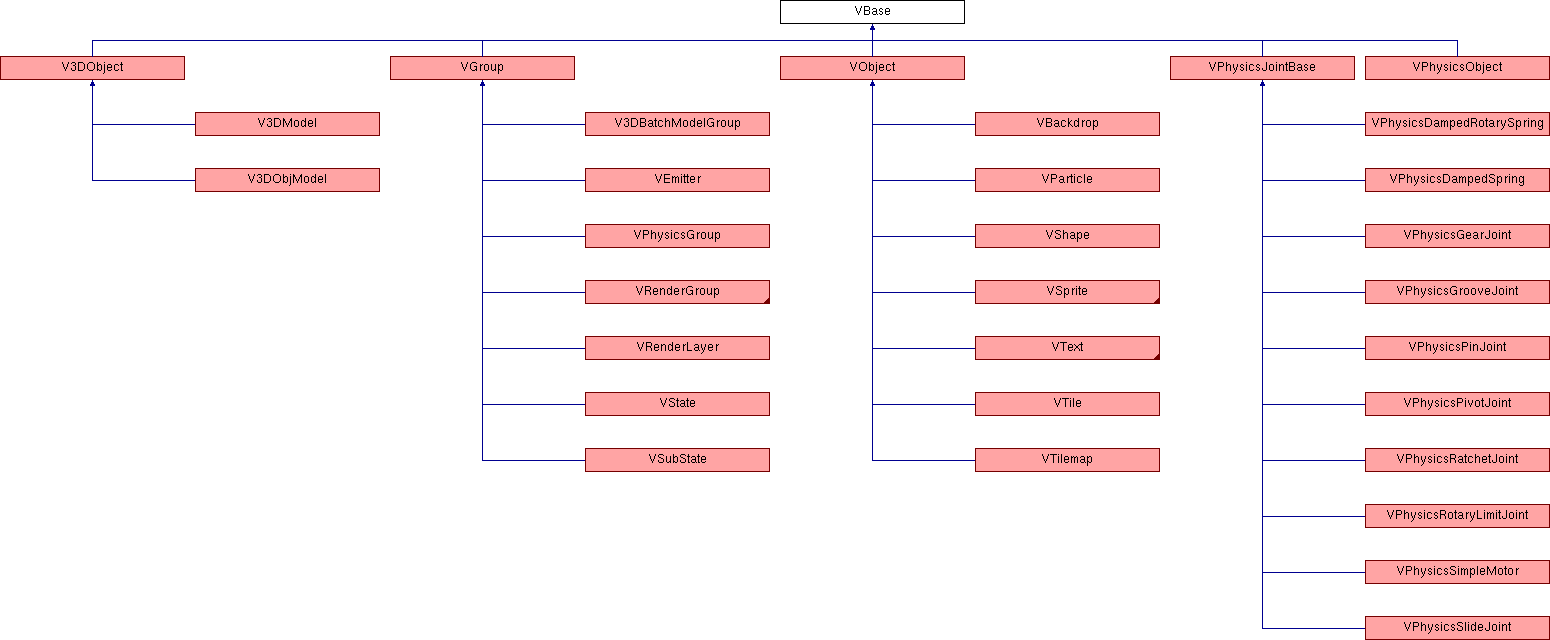 VBase
V3DObject
VGroup
VObject
VPhysicsJointBase
VPhysicsObject
V3DModel
V3DBatchModelGroup
VBackdrop
VPhysicsDampedRotarySpring
V3DObjModel
VEmitter
VParticle
VPhysicsDampedSpring
VPhysicsGroup
VShape
VPhysicsGearJoint
VRenderGroup
VSprite
VPhysicsGrooveJoint
VRenderLayer
VText
VPhysicsPinJoint
VState
VTile
VPhysicsPivotJoint
VSubState
VTilemap
VPhysicsRatchetJoint
VPhysicsRotaryLimitJoint
VPhysicsSimpleMotor
VPhysicsSlideJoint